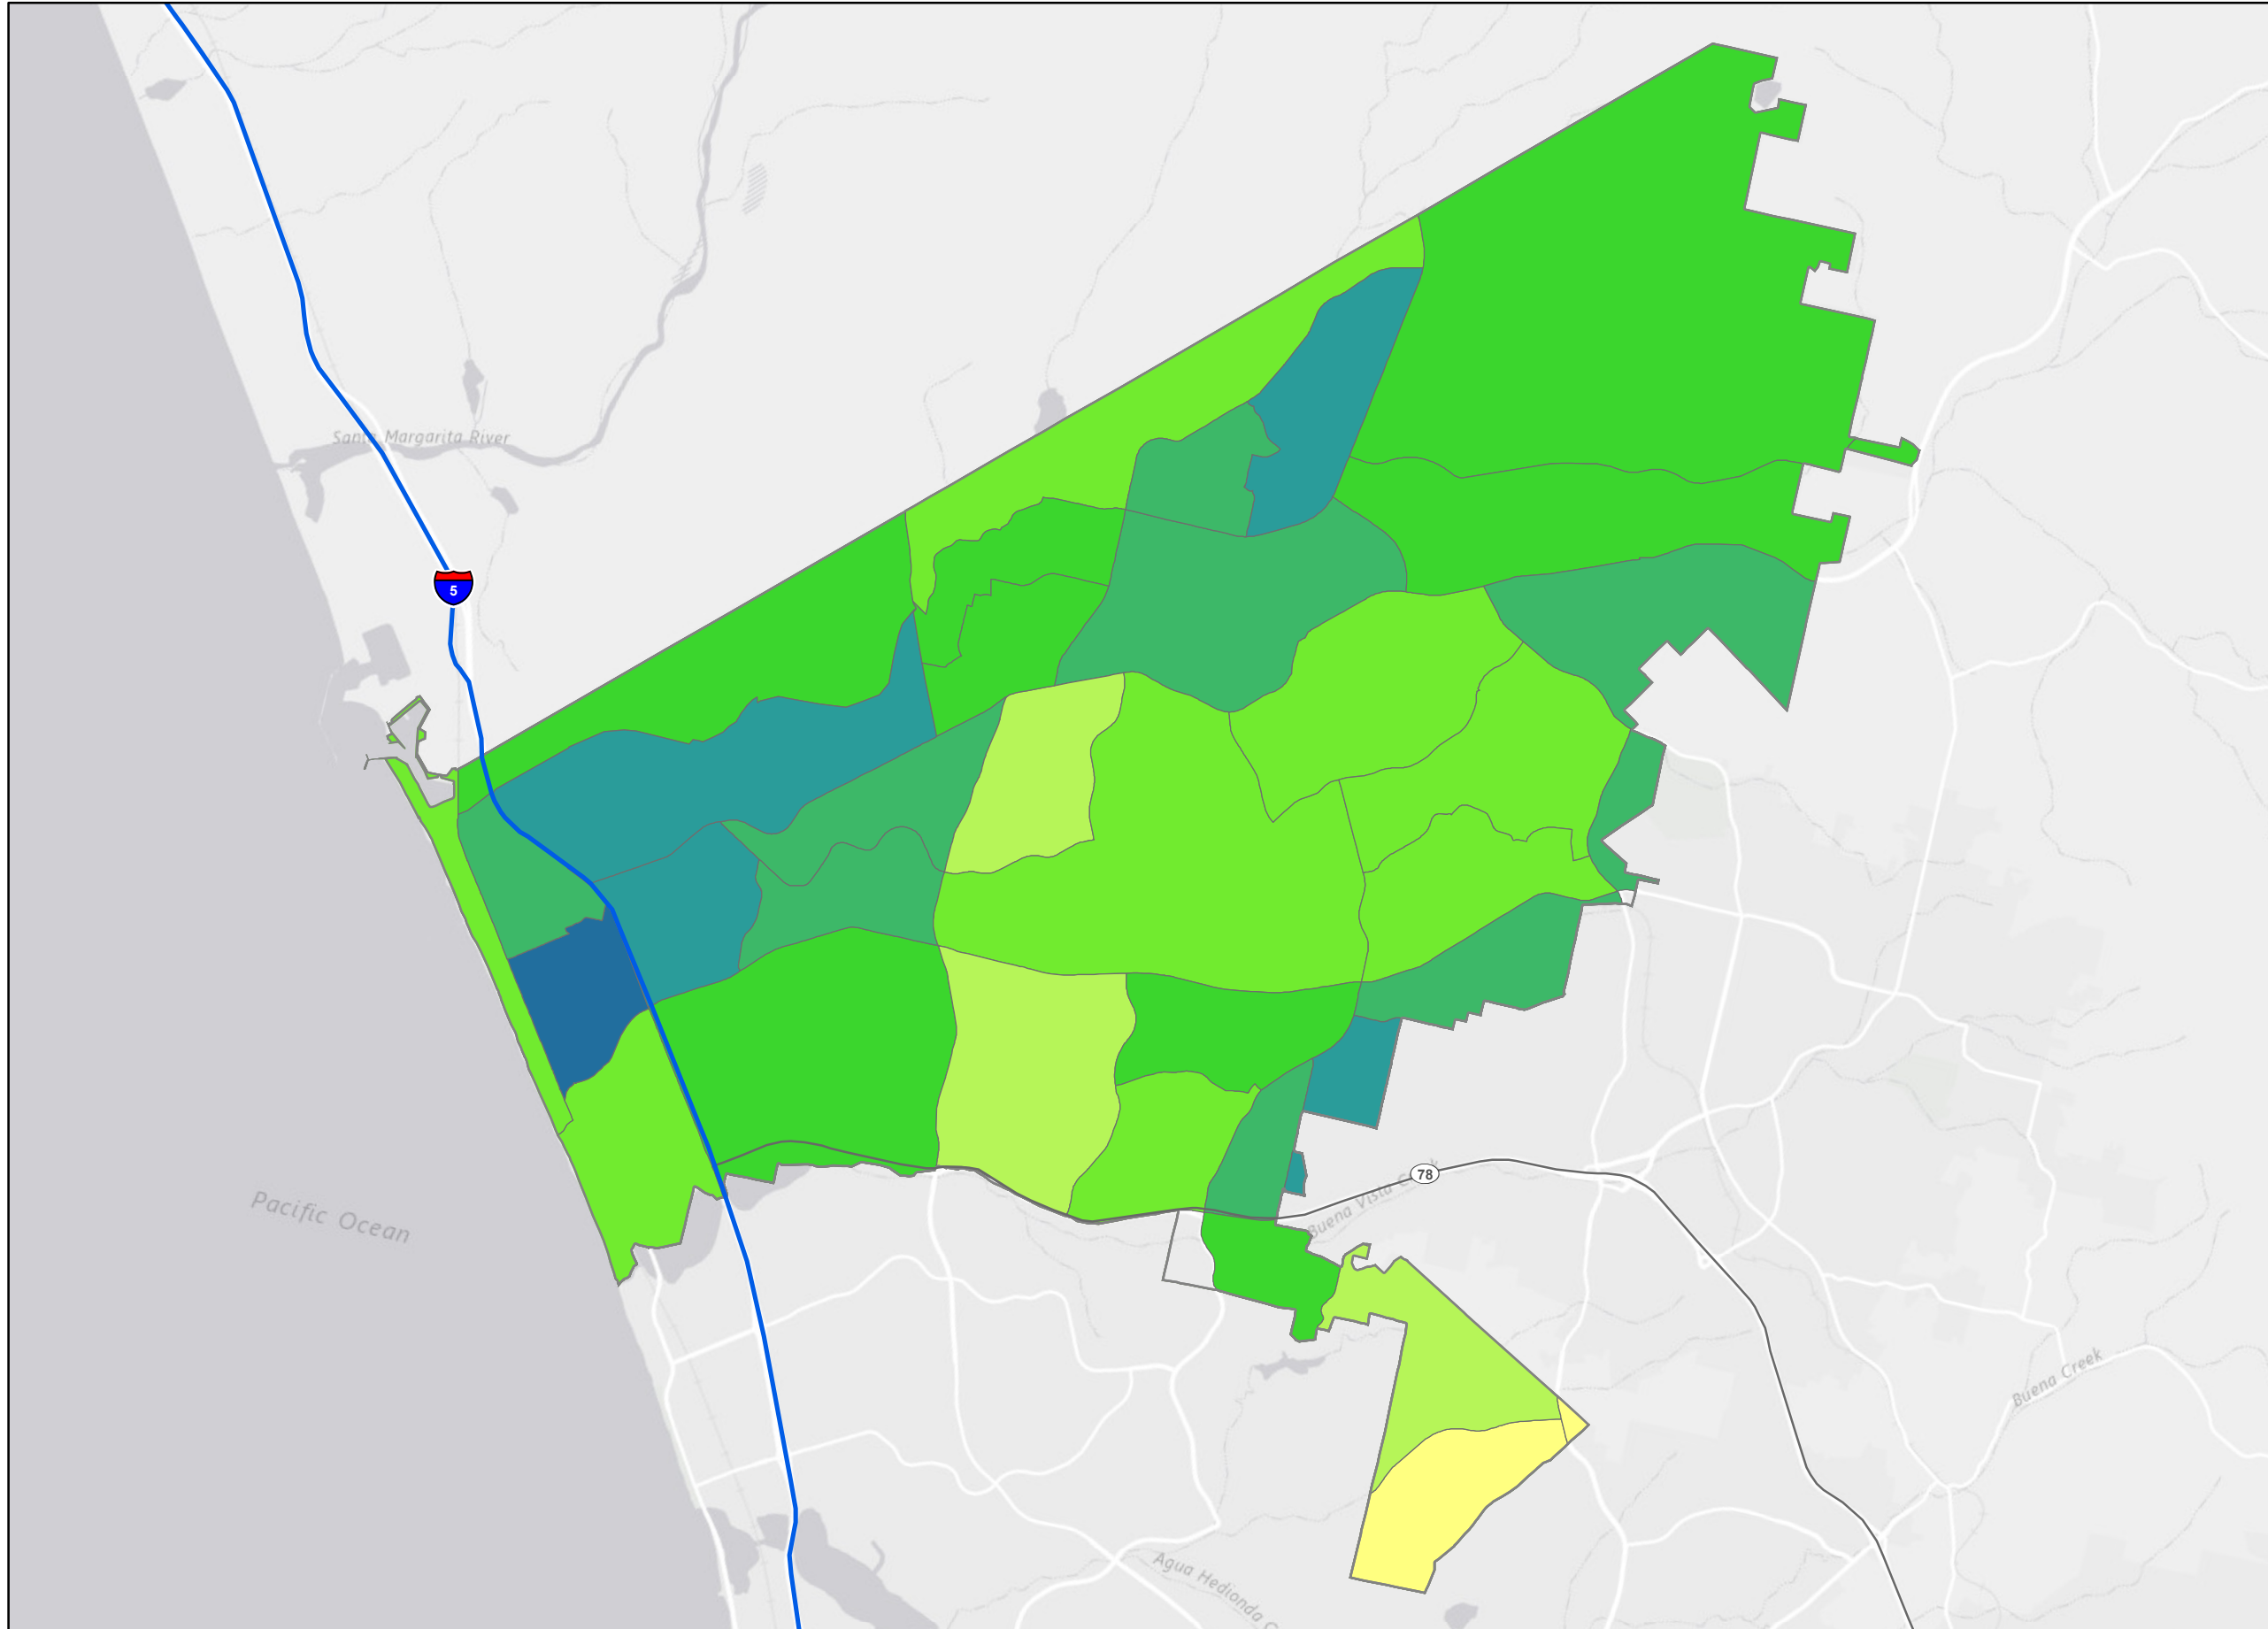 Santa Margarita River
5
Pacific Ocean
78
Buena Vista C
Buena Creek
Agua Hedionda C